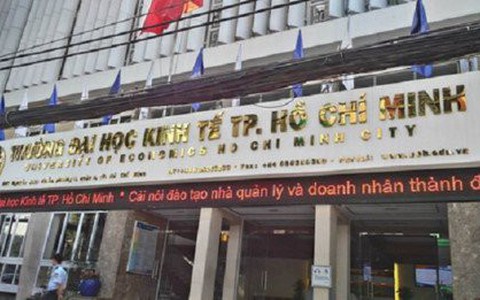 TRƯỜNG ĐẠI HỌC KINH TẾ TP. HỒ CHÍ MINH
UNIVERSITY OF ECONOMICS HO CHI MINH CITY
ại học Kinh tế TP. Hồ Chí Minh * Cái nôi đào tạo nhà quản lý và doanh nhân thành đ